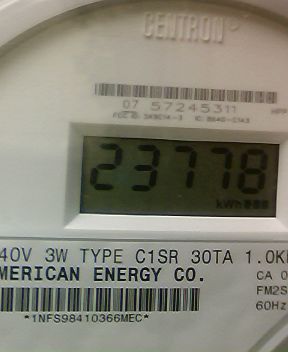 CENTRON®
07 57245311
23778
kWh
40V 3W TYPE C1SR 30TA 1.0K
MERICAN ENERGY CO.
CA 0
FM2S
60Hz
*1NFS98410366MEC*